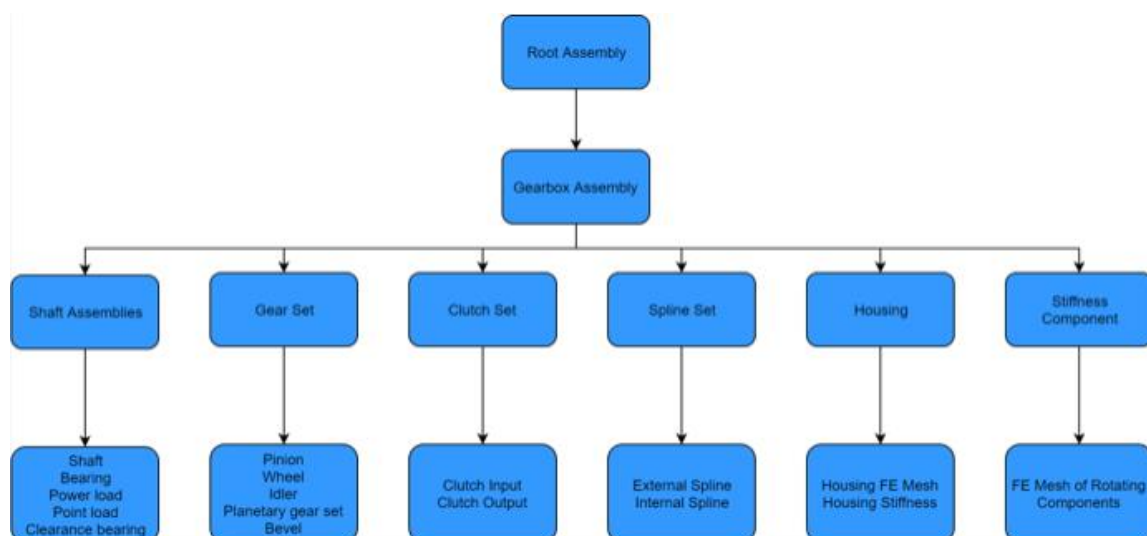 Root Assembly
Gearbox Assembly
Shaft Assemblies
Gear Set
Clutch Set
Spline Set
Housing
Stiffness
Component
Shaft
Bearing
Power load
Point load
Clearance bearing
Pinion
Wheel
Idler
Planetary gear set
Bevel
Clutch Input
Clutch Output
External Spline
Internal Spline
Housing FE Mesh
Housing Stiffness
FE Mesh of Rotating
Components